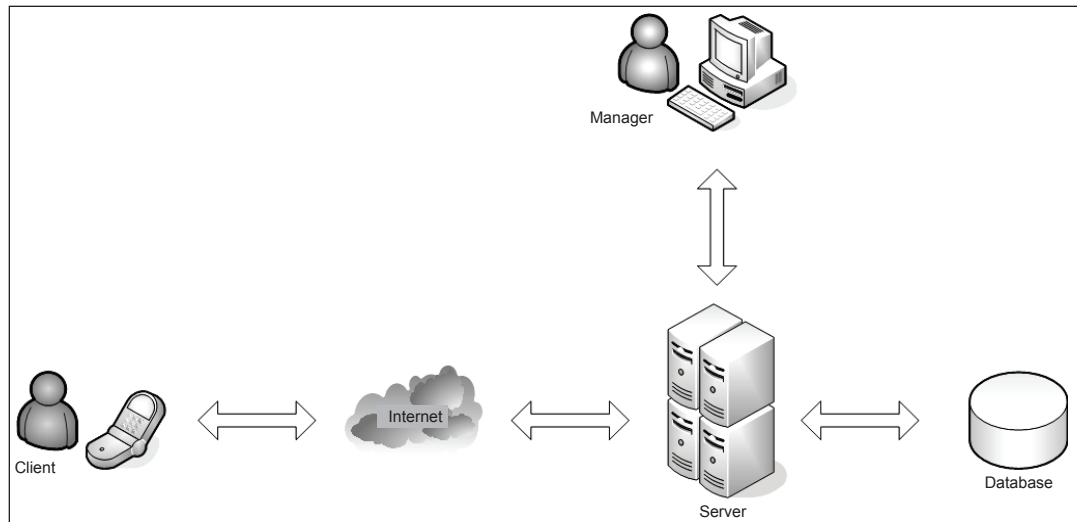 Manager
Internet
Client
Server
Database